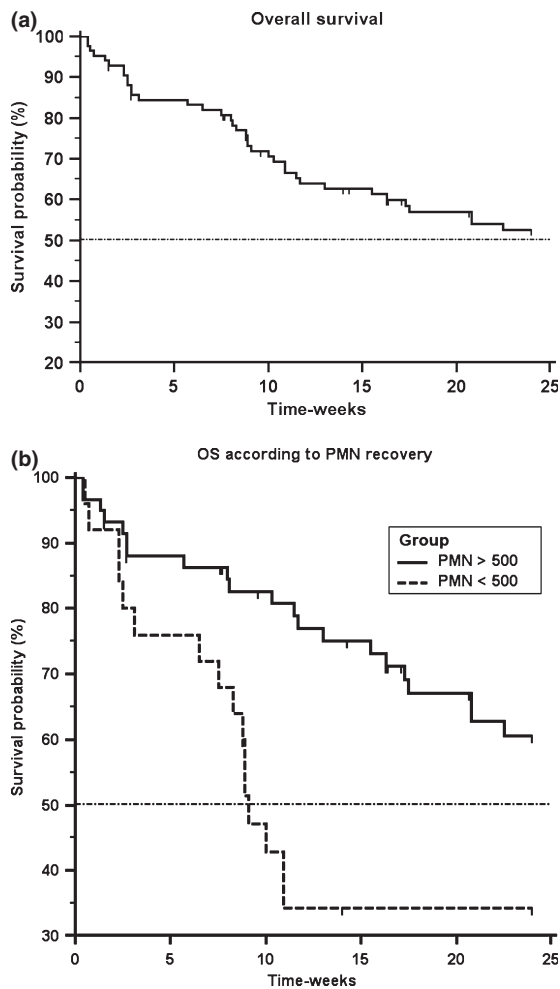 (a)
Overall survival
100
90
80
70
60
50
40
30
20
Survival probability (%)
0 5 10 15 20 25
Time-weeks
(b)
OS according to PMN recovery
100
90
80
70
60
50
40
30
Survival probability (%)
Group
PMN > 500
PMN < 500
0 5 10 15 20 25
Time-weeks